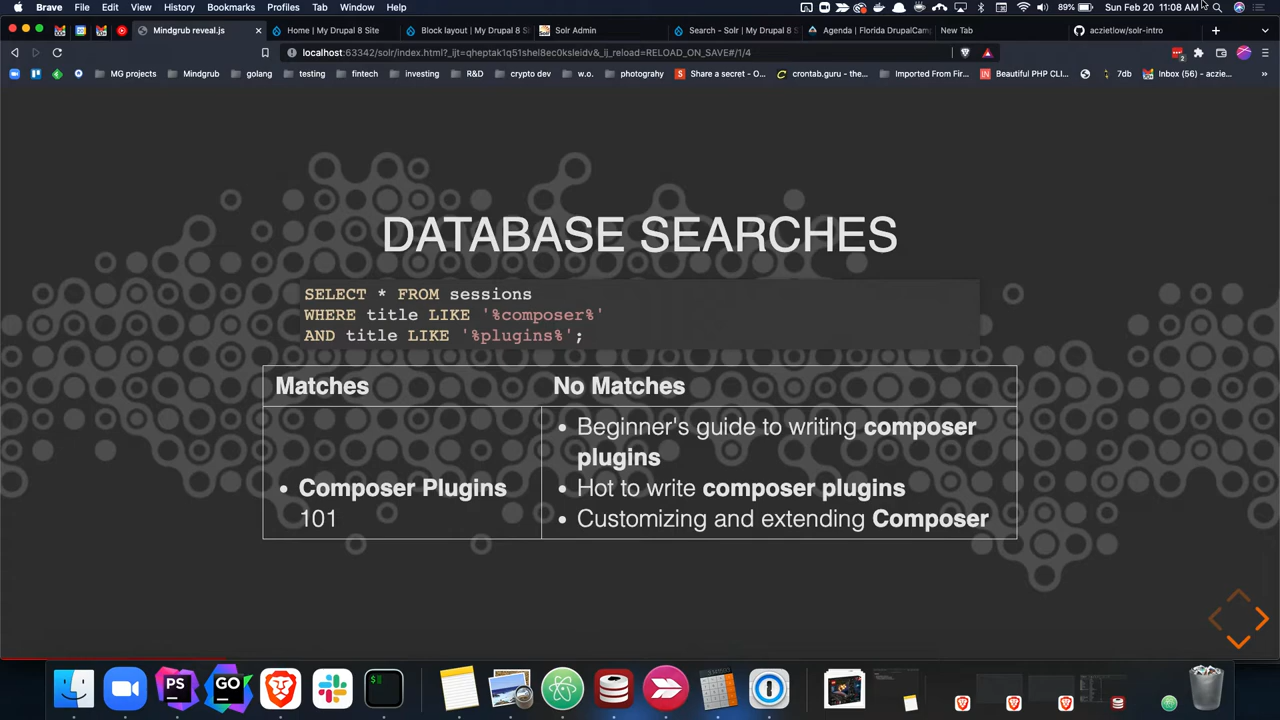 Brave File Edit View History Bookmarks Profiles Tab Window Help
89% Sun Feb 20 11:08 AM
Mindgrub reveal.js Home | My Drupal 8 Site Block layout | My Drupal 8 Site Solr Admin Search - Solr | My Drupal 8 S Agenda | Florida DrupalCam New Tab aczietlow/solr-intro
localhost:63342/solr/index.html?_ijt=qheptak1q51shel8ec0ksleidv&_ij_reload=RELOAD_ON_SAVE#/1/4
MG projects Mindgrub golang testing fintech investing R&D crypto dev w.o. photograhy Share a secret - O... crontab.guru - the... Imported From Fir... Beautiful PHP CLI... 7db Inbox (56) - aczie...
DATABASE SEARCHES
SELECT * FROM sessions
WHERE title LIKE '%composer%'
AND title LIKE '%plugins%';
Matches No Matches
• Beginner's guide to writing composer
plugins
• Composer Plugins
101
• Hot to write composer plugins
• Customizing and extending Composer
PS GO